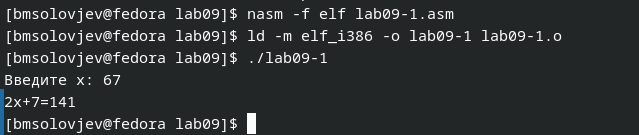 [bmsolovjev@fedora lab09]$ nasm -f elf lab09-1.asm
[bmsolovjev@fedora lab09]$ ld -m elf_i386 -o lab09-1 lab09-1.o
[bmsolovjev@fedora lab09]$ ./lab09-1
Введите x: 67
2x+7=141
[bmsolovjev@fedora lab09]$